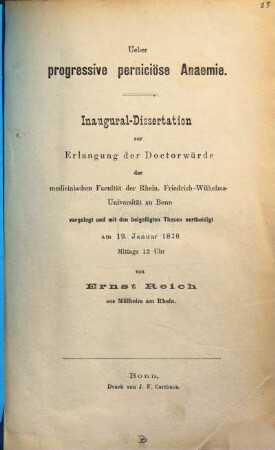 Ueber
progressive perniciöse Anaemie.
Inaugural-Dissertation
zur
Erlangung der Doctorwürde
der
medicinischen Facultät der Rhein. Friedrich-Wilhelms-
Universität zu Bonn
vorgelegt und mit den beigefügten Thesen vertheidigt
am 19. Januar 1878
Mittags 12 Uhr
von
Ernst Reich
aus Mülheim am Rhein.
Bonn,
Druck von J. F. Carthaus.